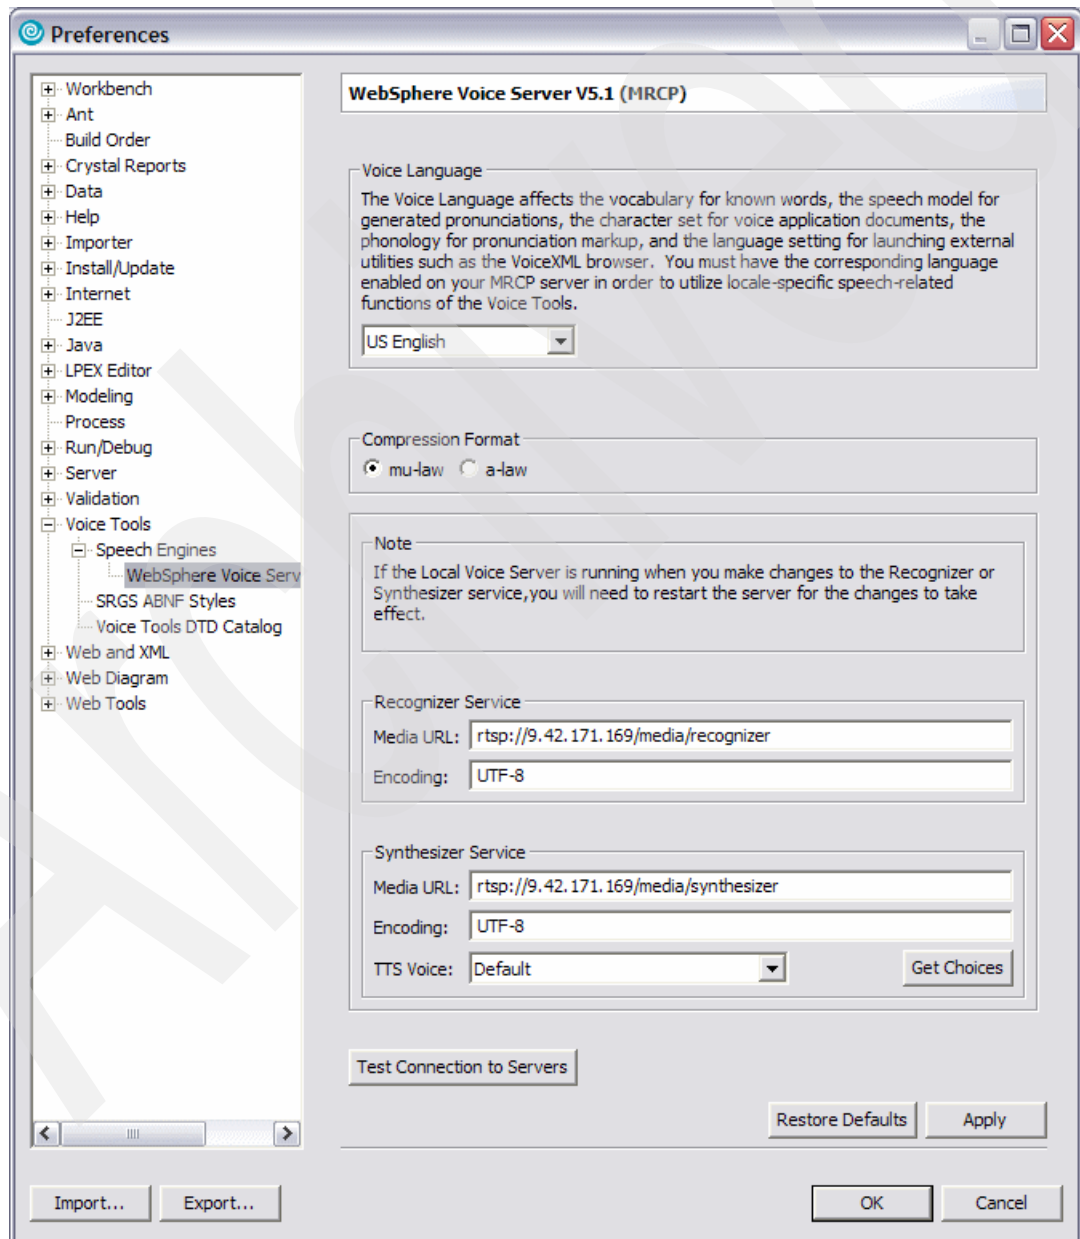 Preferences
Workbench
Ant
Build Order
Crystal Reports
Data
Help
Importer
Install/Update
Internet
J2EE
Java
LPEX Editor
Modeling
Process
Run/Debug
Server
Validation
Voice Tools
Speech Engines
WebSphere Voice Serv
SRGS ABNF Styles
Voice Tools DTD Catalog
Web and XML
Web Diagram
Web Tools
WebSphere Voice Server V5.1 (MRCP)
Voice Language
The Voice Language affects the vocabulary for known words, the speech model for
generated pronunciations, the character set for voice application documents, the
phonology for pronunciation markup, and the language setting for launching external
utilities such as the VoiceXML browser. You must have the corresponding language
enabled on your MRCP server in order to utilize locale-specific speech-related
functions of the Voice Tools.
US English
Compression Format
mu-law a-law
Note
If the Local Voice Server is running when you make changes to the Recognizer or
Synthesizer service,you will need to restart the server for the changes to take
effect.
Recognizer Service
Media URL: rtsp://9.42.171.169/media/recognizer
Encoding: UTF-8
Synthesizer Service
Media URL: rtsp://9.42.171.169/media/synthesizer
Encoding: UTF-8
TTS Voice: Default Get Choices
Test Connection to Servers
Restore Defaults Apply
Import... Export... OK Cancel
Archived